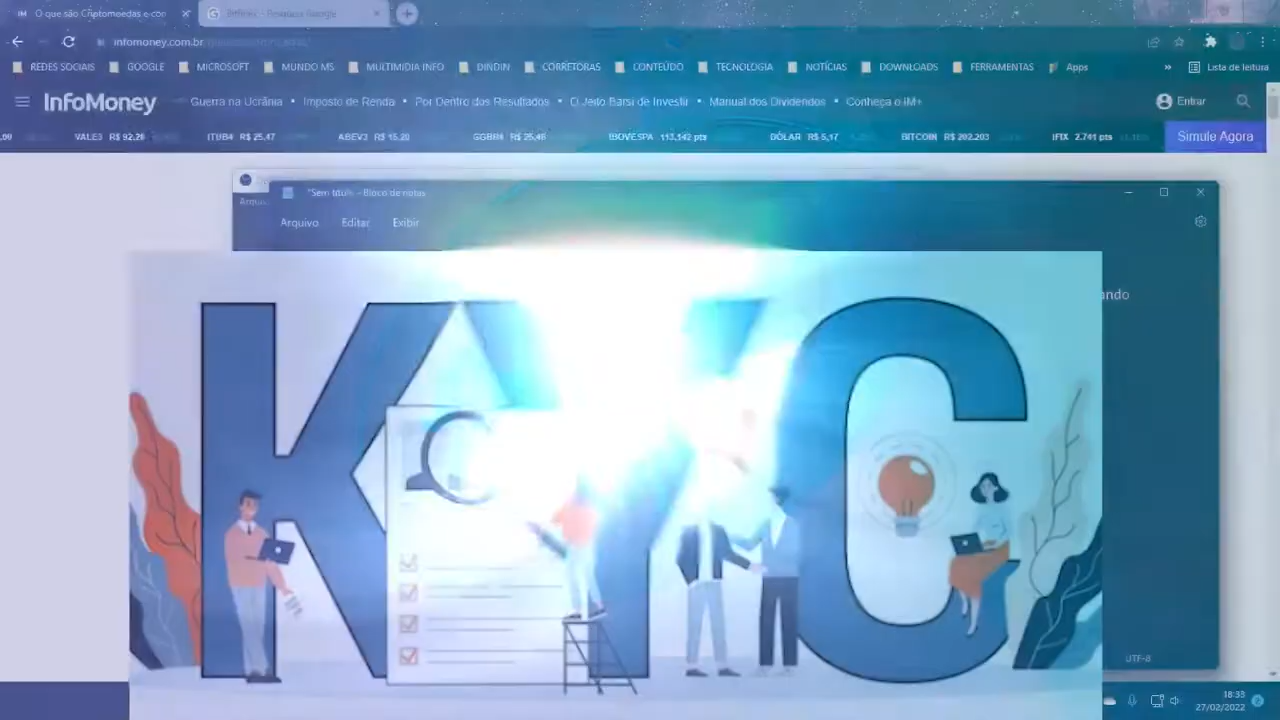 O que são Criptomoedas e con
Bitfinex - Pesquisa Google
infomoney.com.br
REDES SOCIAIS GOOGLE MICROSOFT MUNDO MS MULTIMIDIA INFO DINDIN CORRETORAS CONTEÚDO TECNOLOGIA NOTÍCIAS DOWNLOADS FERRAMENTAS Apps » Lista de leitura
InfoMoney Guerra na Ucrânia • Imposto de Renda • Por Dentro dos Resultados • O Jeito Barsi de Investir • Manual dos Dividendos • Conheça o IM+ Entrar
VALE3 R$ 92,28 ITUB4 R$ 25,47 ABEV3 R$ 15,20 GGBR4 R$ 25,46 IBOVESPA 113.142 pts DÓLAR R$ 5,17 BITCOIN R$ 202.203 IFIX 2.741 pts Simule Agora
*Sem título - Bloco de notas
Arquivo Editar Exibir
ando
KYC
UTF-8
18:33
27/02/2022